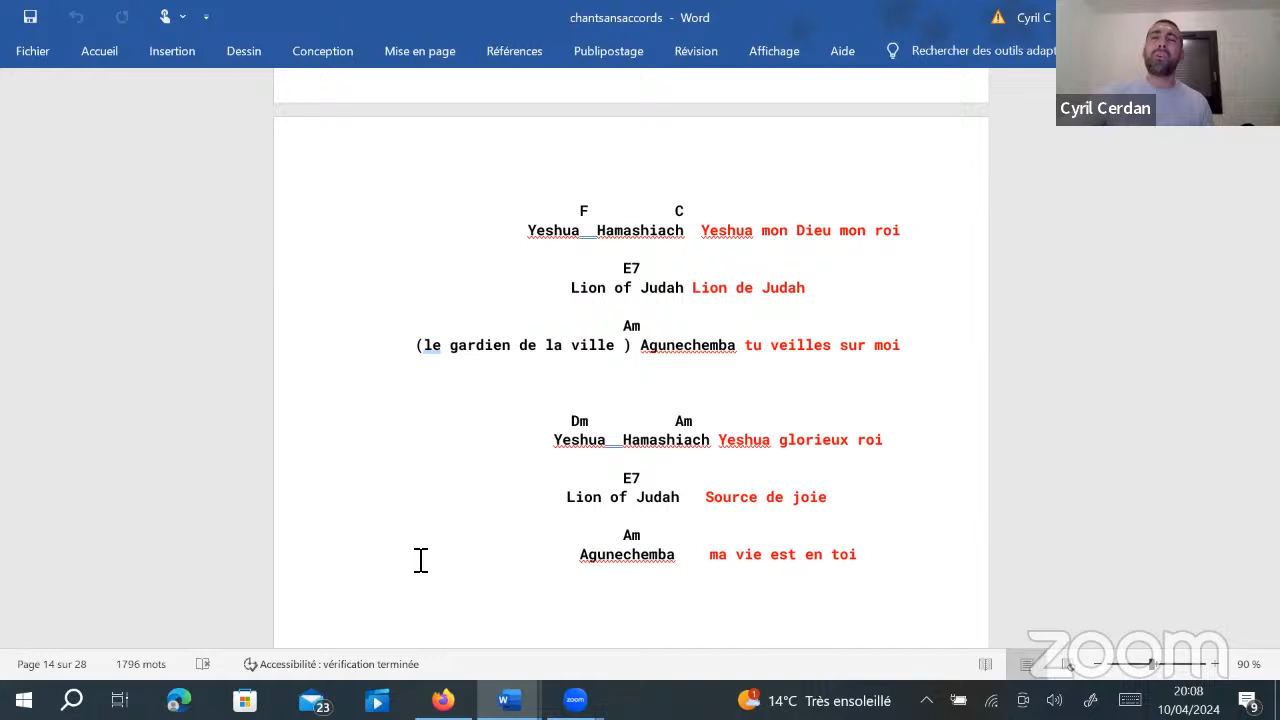 chantsansaccords - Word
Cyril C
Fichier Accueil Insertion Dessin Conception Mise en page Références Publipostage Révision Affichage Aide Rechercher des outils adapt
Cyril Cerdan
F C
Yeshua Hamashiach Yeshua mon Dieu mon roi
E7
Lion of Judah Lion de Judah
Am
(le gardien de la ville ) Agunechemba tu veilles sur moi
Dm Am
Yeshua Hamashiach Yeshua glorieux roi
E7
Lion of Judah Source de joie
Am
Agunechemba ma vie est en toi
zoom
Page 14 sur 28 1796 mots Accessibilité : vérification terminée 90 %
23 zoom 1 14°C Très ensoleillé 20:08
10/04/2024 9